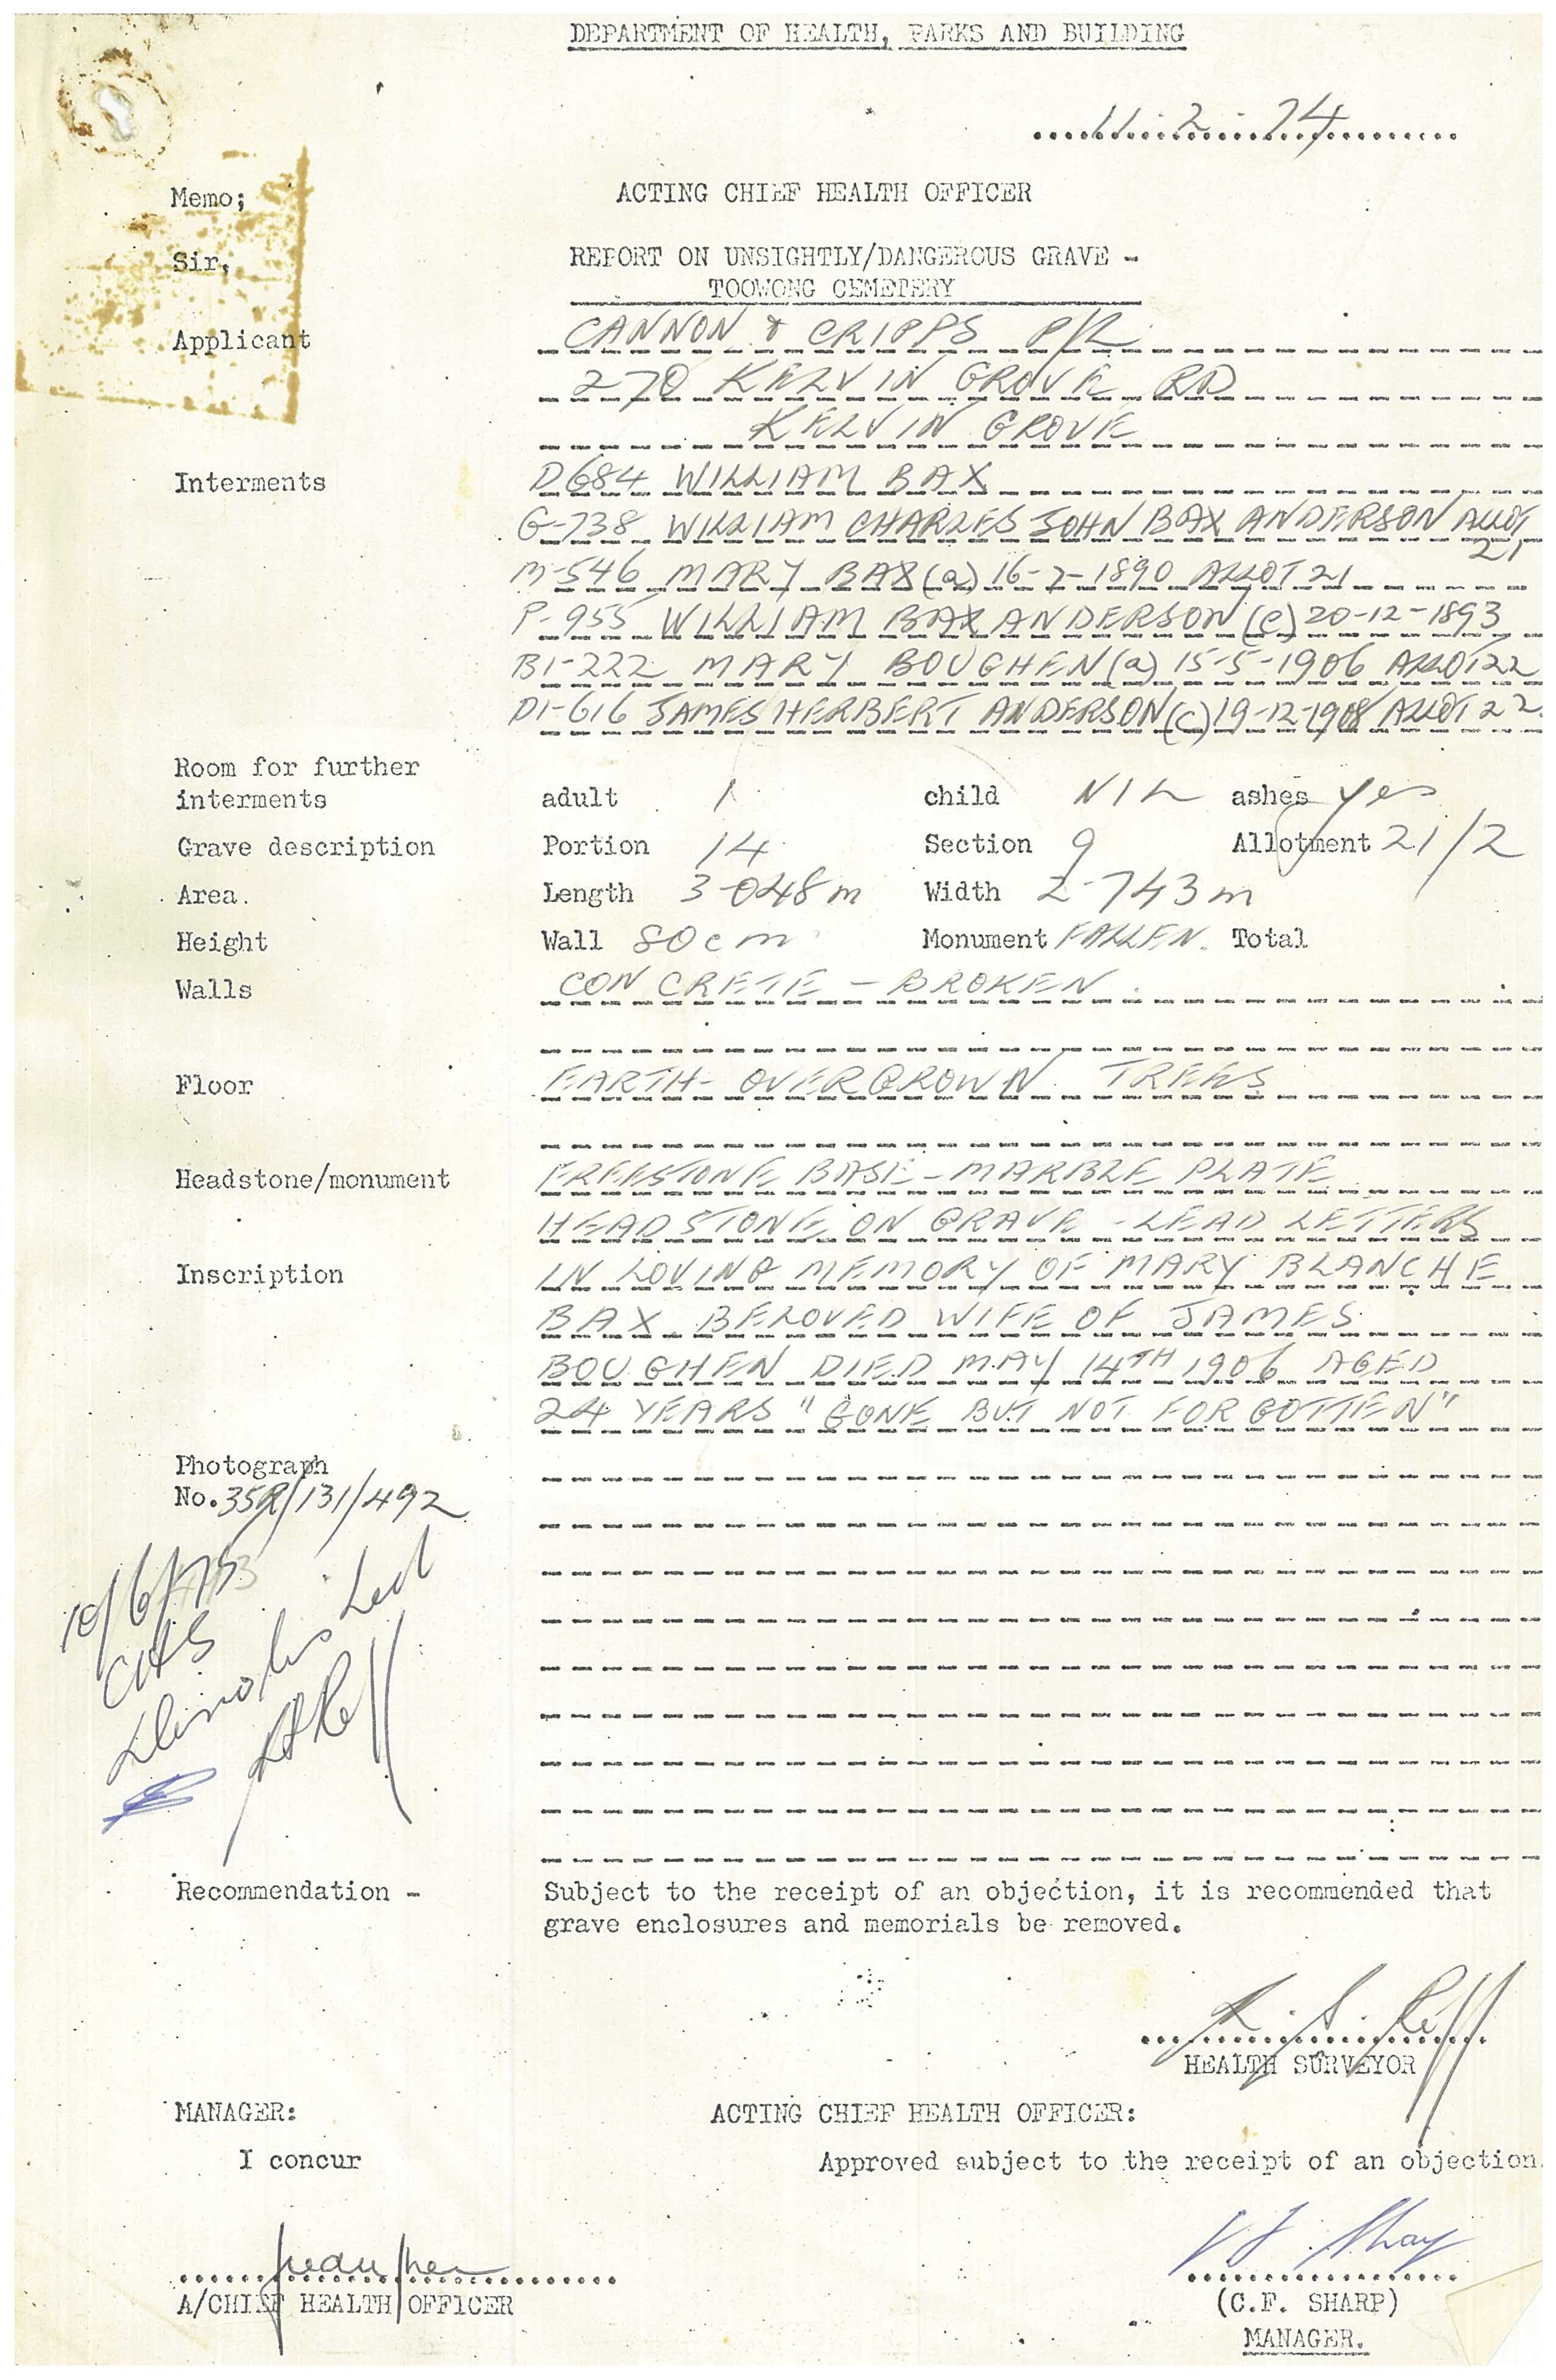 DEPARTMENT OF HEALTH, PARKS AND BUILDING
11-2-74
Memo;
ACTING CHIEF HEALTH OFFICER
Sir,
REPORT ON UNSIGHTLY/DANGEROUS GRAVE -
TOOWONG CEMETERY
Applicant CANNON & CRIPPS P/L
270 KELVIN GROVE RD
KELVIN GROVE
Interments D684 WILLIAM BAX
G-738 WILLIAM CHARLES JOHN BAX ANDERSON ALLOT 21
M-546 MARY BAX (a) 16-7-1890 ALLOT 21
P-955 WILLIAM BAX ANDERSON (c) 20-12-1893
B1-222 MARY BOUGHEN (a) 15-5-1906 ALLOT 22
D1-616 JAMES HERBERT ANDERSON (c) 19-12-1908 ALLOT 22.
Room for further
interments adult 1 child NIL ashes yes
Grave description Portion 14 Section 9 Allotment 21/2
Area. Length 3-048 m Width 2-743 m
Height Wall 80cm Monument FALLEN. Total
Walls CONCRETE - BROKEN.
Floor EARTH - OVERGROWN TREES
Headstone/monument FREESTONE BASE - MARBLE PLATE
HEADSTONE ON GRAVE - LEAD LETTERS
Inscription IN LOVING MEMORY OF MARY BLANCHE
BAX BELOVED WIFE OF JAMES
BOUGHEN DIED MAY 14TH 1906 AGED
24 YEARS "GONE BUT NOT FORGOTTEN"
Photograph
No. 35R/131/492
10/6/75
Recommendation - Subject to the receipt of an objection, it is recommended that
grave enclosures and memorials be removed.
HEALTH SURVEYOR
MANAGER: ACTING CHIEF HEALTH OFFICER:
I concur Approved subject to the receipt of an objection.
A/CHIEF HEALTH OFFICER (C.F. SHARP)
MANAGER.